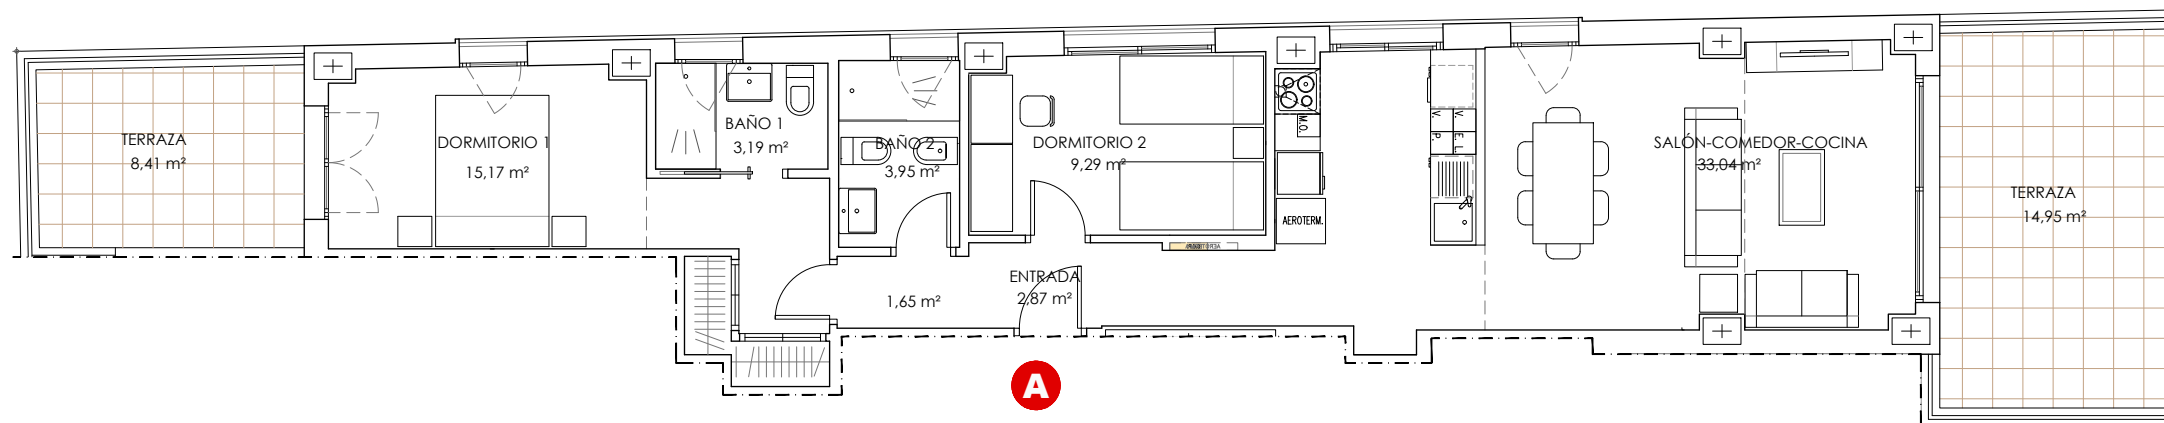 TERRAZA
8,41 m²
DORMITORIO 1
15,17 m²
BAÑO 1
3,19 m²
BAÑO 2
3,95 m²
DORMITORIO 2
9,29 m²
M.O.
AEROTERM.
V. V.
P. E.L.
SALÓN-COMEDOR-COCINA
33,04 m²
TERRAZA
14,95 m²
ENTRADA
2,87 m²
1,65 m²
A